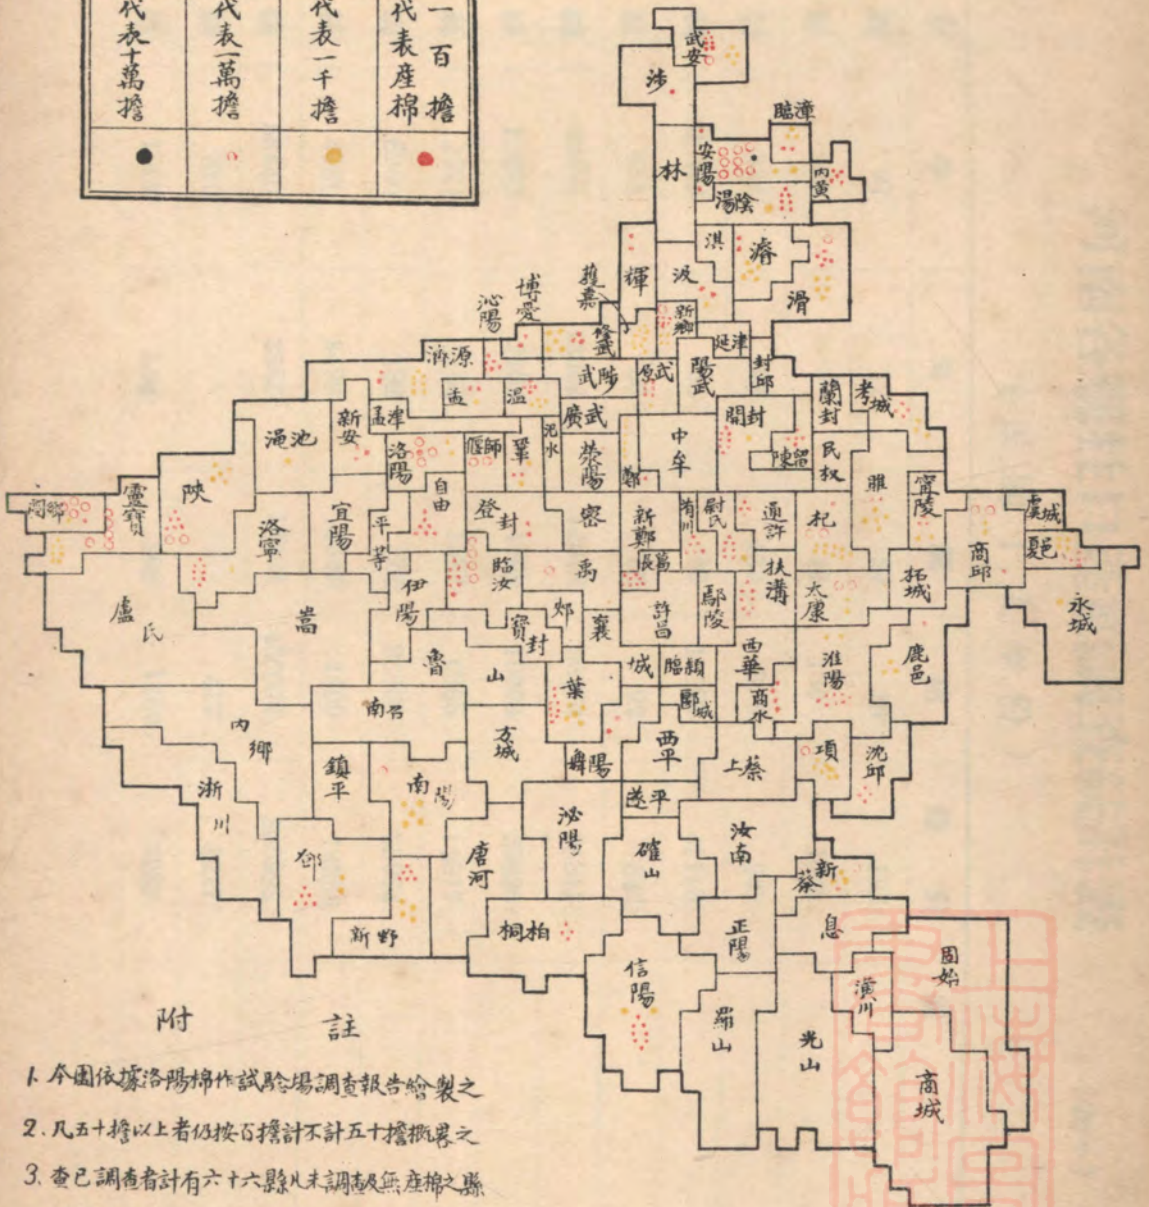 一百擔
代表產棉
代表一千擔
代表一萬擔
代表十萬擔
武安
涉
臨漳
安陽
林
內黃
湯陰
淇
濬
輝
汲
滑
獲嘉
博愛
沁陽
新鄉
修武
延津
濟源
武陟
原武
陽武
封邱
孟
溫
蘭封
考城
廣武
開封
孟津
新安
澠池
汜水
洛陽
偃師
鞏
滎陽
中牟
陳留
民权
鄭
睢
甯陵
陝
靈寶
閿鄉
自由
登封
密
新鄭
洧川
尉氏
通許
杞
虞城
夏邑
商邱
洛寧
宜陽
平等
臨汝
禹
長葛
扶溝
太康
拓城
永城
盧氏
嵩
伊陽
郟
寶封
襄
城
許昌
鄢陵
魯山
西華
淮陽
鹿邑
臨潁
葉
郾城
商水
南召
內鄉
方城
西平
上蔡
項
沈邱
舞陽
鎮平
南陽
淅川
遂平
泌陽
汝南
確山
鄧
唐河
新蔡
新野
桐柏
正陽
息
信陽
固始
潢川
羅山
光山
商城
附註
1. 本圖依據洛陽棉作試驗場調查報告繪製之
2. 凡五十擔以上者仍按百擔計不計五十擔概畧之
3. 查已調查者計有六十六縣凡未調查及無產棉之縣